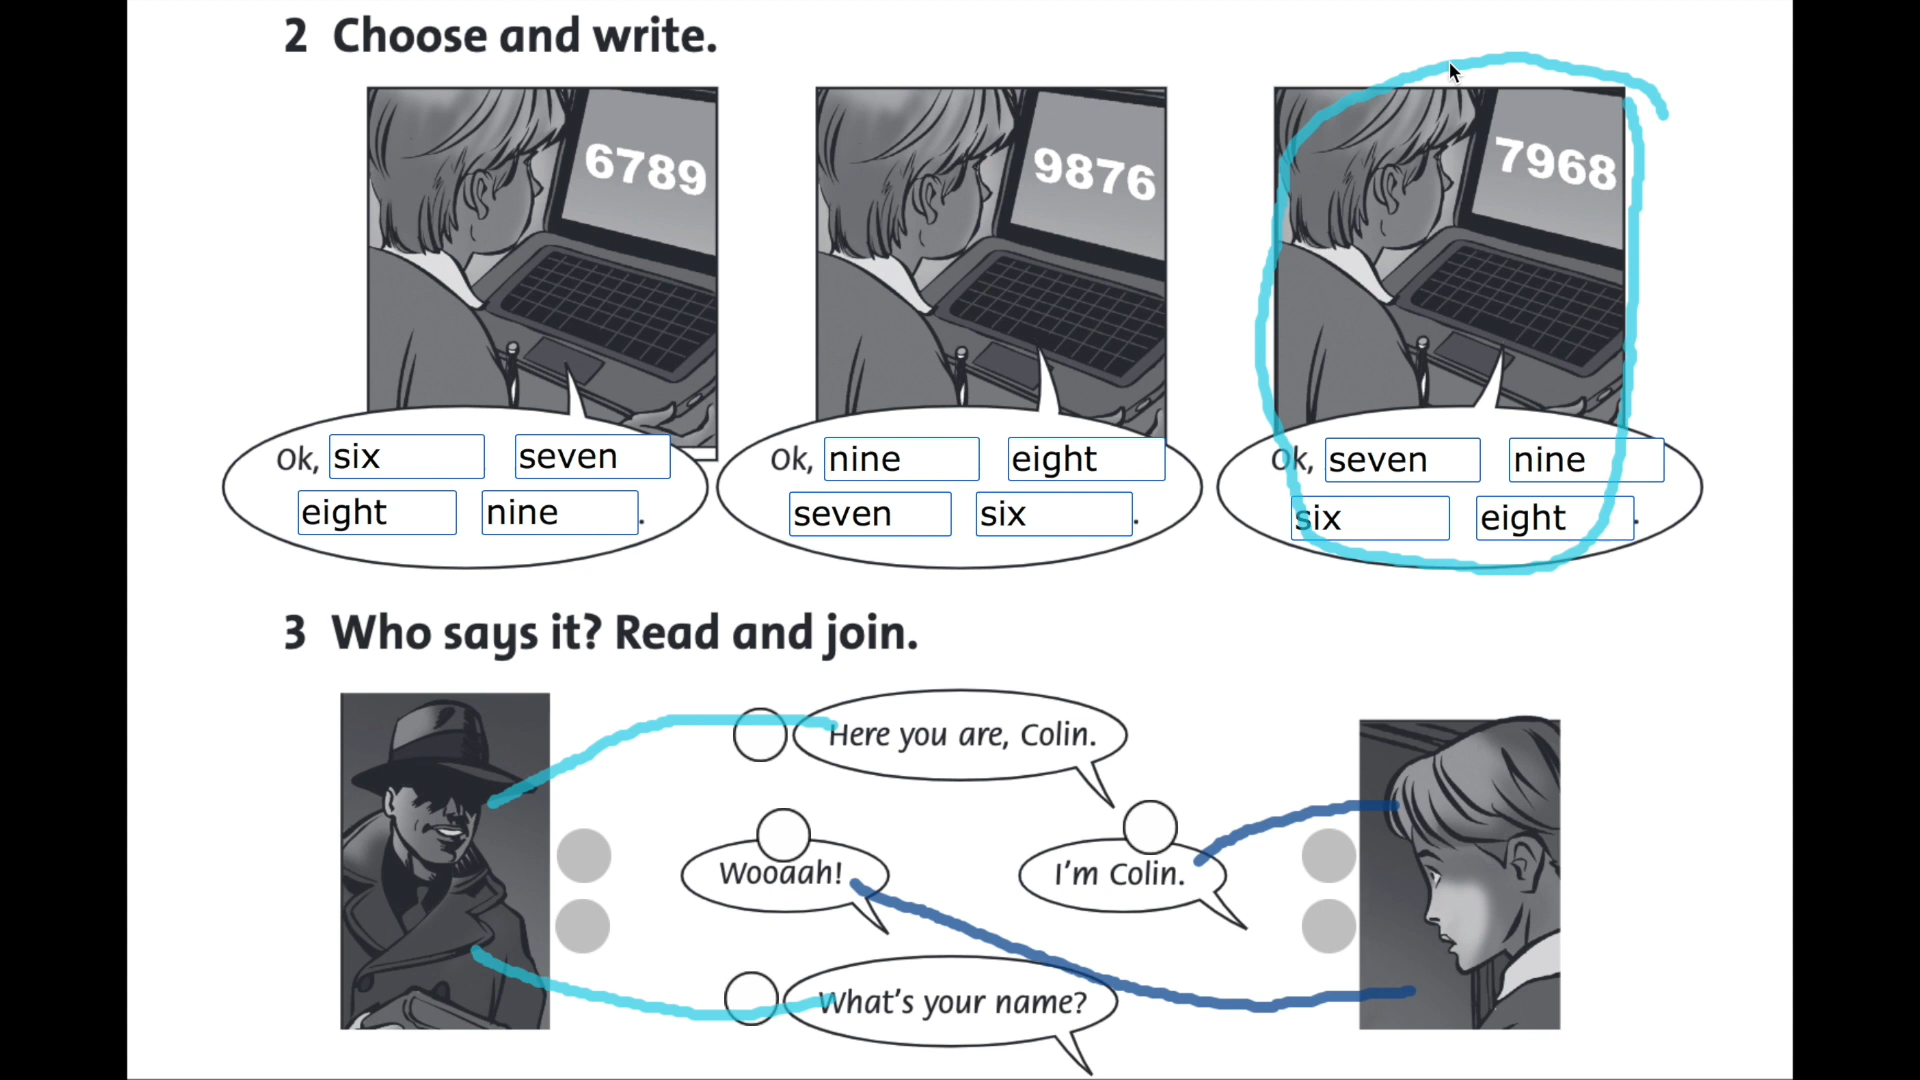 2 Choose and write.
6789
9876
7968
Ok, six seven
eight nine.
Ok, nine eight
seven six.
Ok, seven nine
six eight.
3 Who says it? Read and join.
Here you are, Colin.
Wooaah!
I'm Colin.
What's your name?